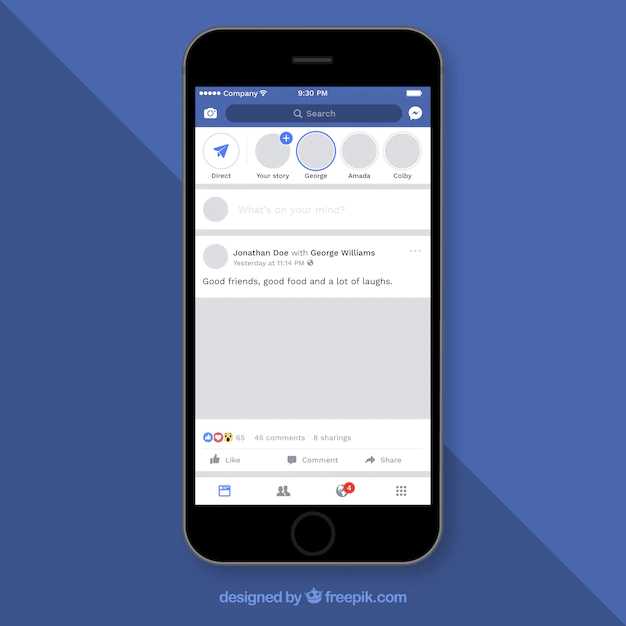 Company 9:30 PM
Search
Direct Your story George Amada Colby
What's on your mind?
Jonathan Doe with George Williams
Yesterday at 11:14 PM
Good friends, good food and a lot of laughs.
65 45 comments 8 sharings
Like Comment Share
4
designed by freepik.com